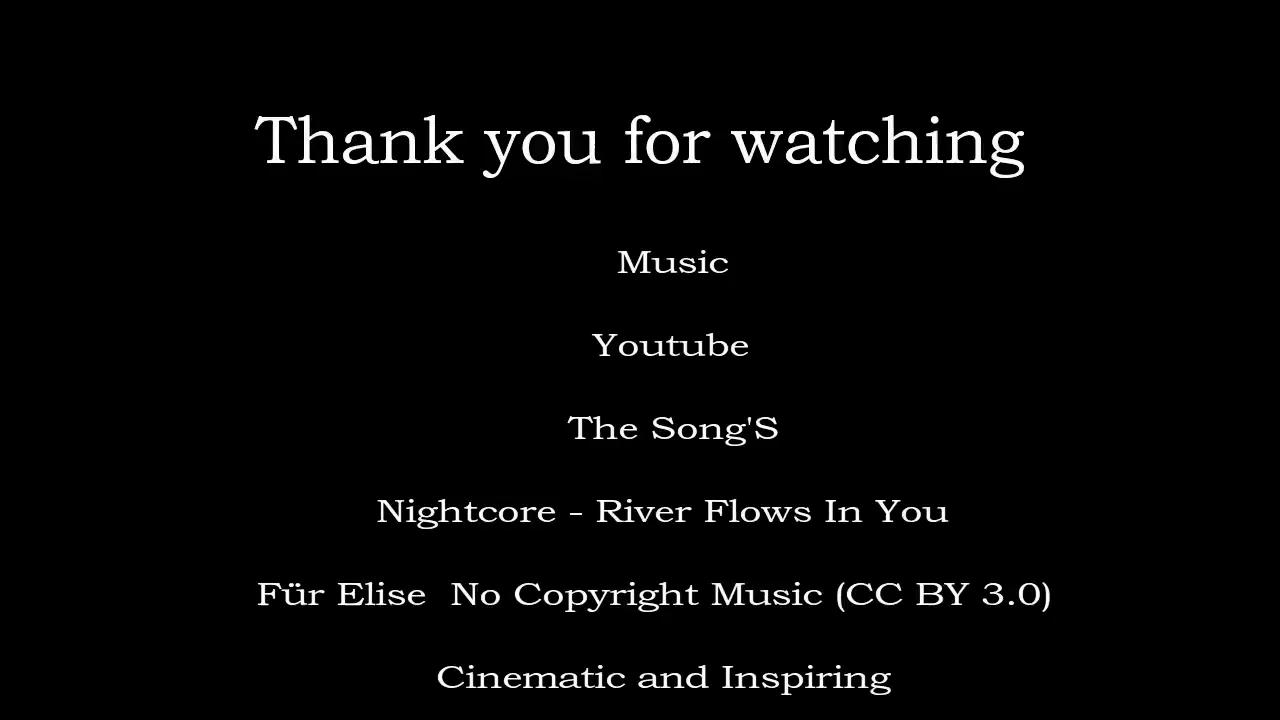 Thank you for watching
Music
Youtube
The Song'S
Nightcore - River Flows In You
Für Elise  No Copyright Music (CC BY 3.0)
Cinematic and Inspiring